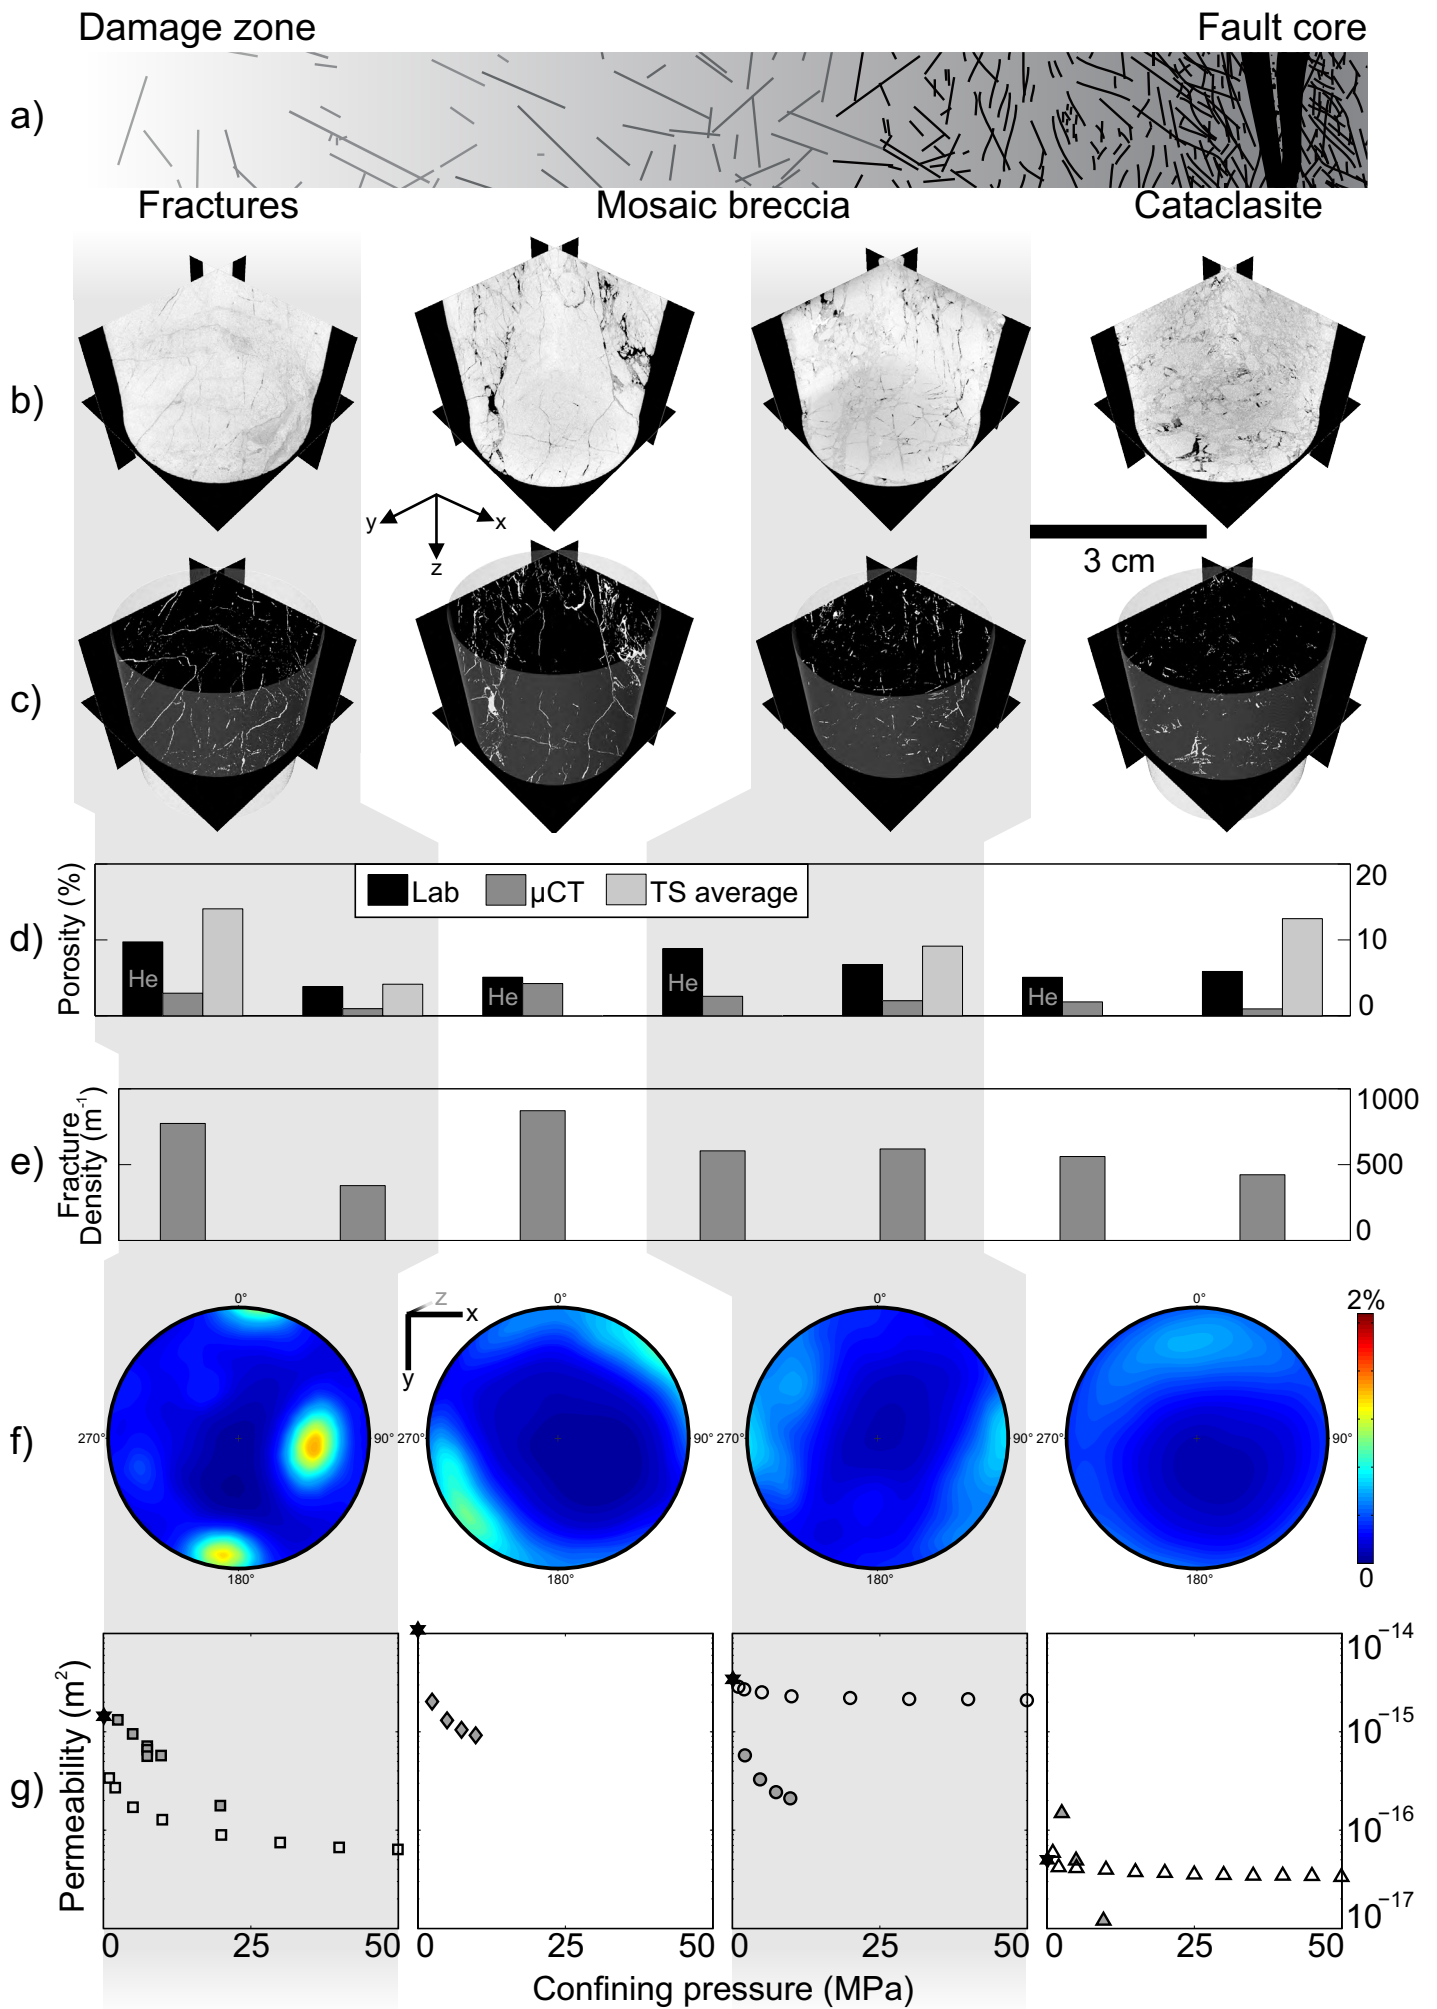 Damage zone Fault core
a)
Fractures Mosaic breccia Cataclasite
b)
y x
z
3 cm
c)
d) Porosity (%)
Lab µCT TS average
20
10
0
He He He He
e) Fracture
Density (m⁻¹)
1000
500
0
2%
0
z
x
y
f)
0° 0° 0° 0°
270° 90° 270° 90° 270° 90° 270° 90°
180° 180° 180° 180°
g) Permeability (m²)
10⁻¹⁴
10⁻¹⁵
10⁻¹⁶
10⁻¹⁷
0 25 50 0 25 50 0 25 50 0 25 50
Confining pressure (MPa)